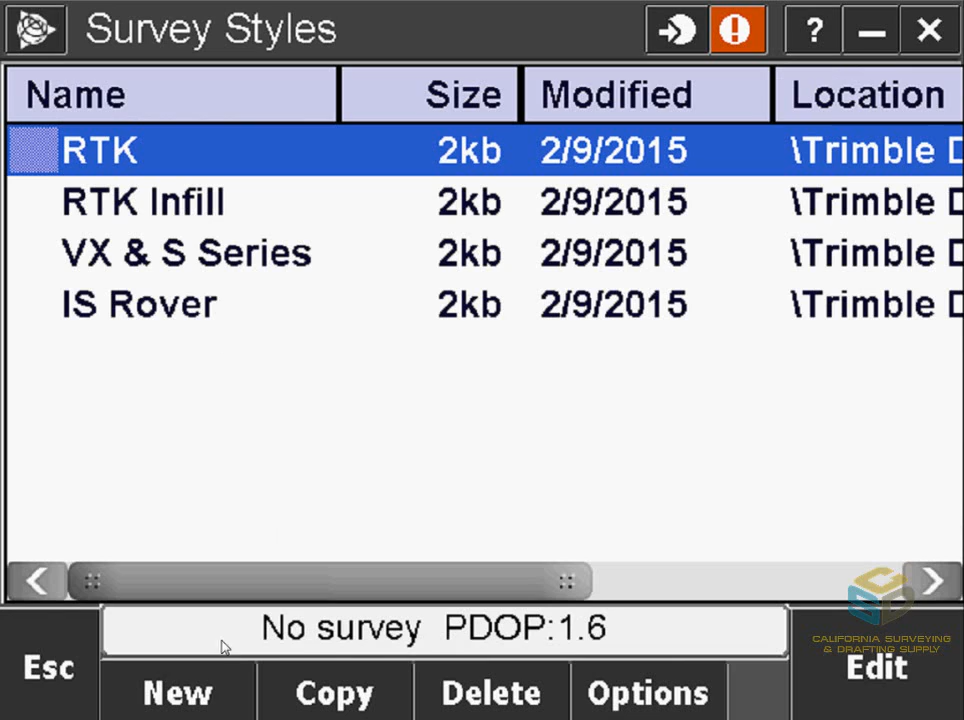 Survey Styles
?
Name Size Modified Location
RTK 2kb 2/9/2015 \Trimble D
RTK Infill 2kb 2/9/2015 \Trimble D
VX & S Series 2kb 2/9/2015 \Trimble D
IS Rover 2kb 2/9/2015 \Trimble D
No survey PDOP:1.6
CSD
CALIFORNIA SURVEYING
& DRAFTING SUPPLY
Esc
New
Copy
Delete
Options
Edit